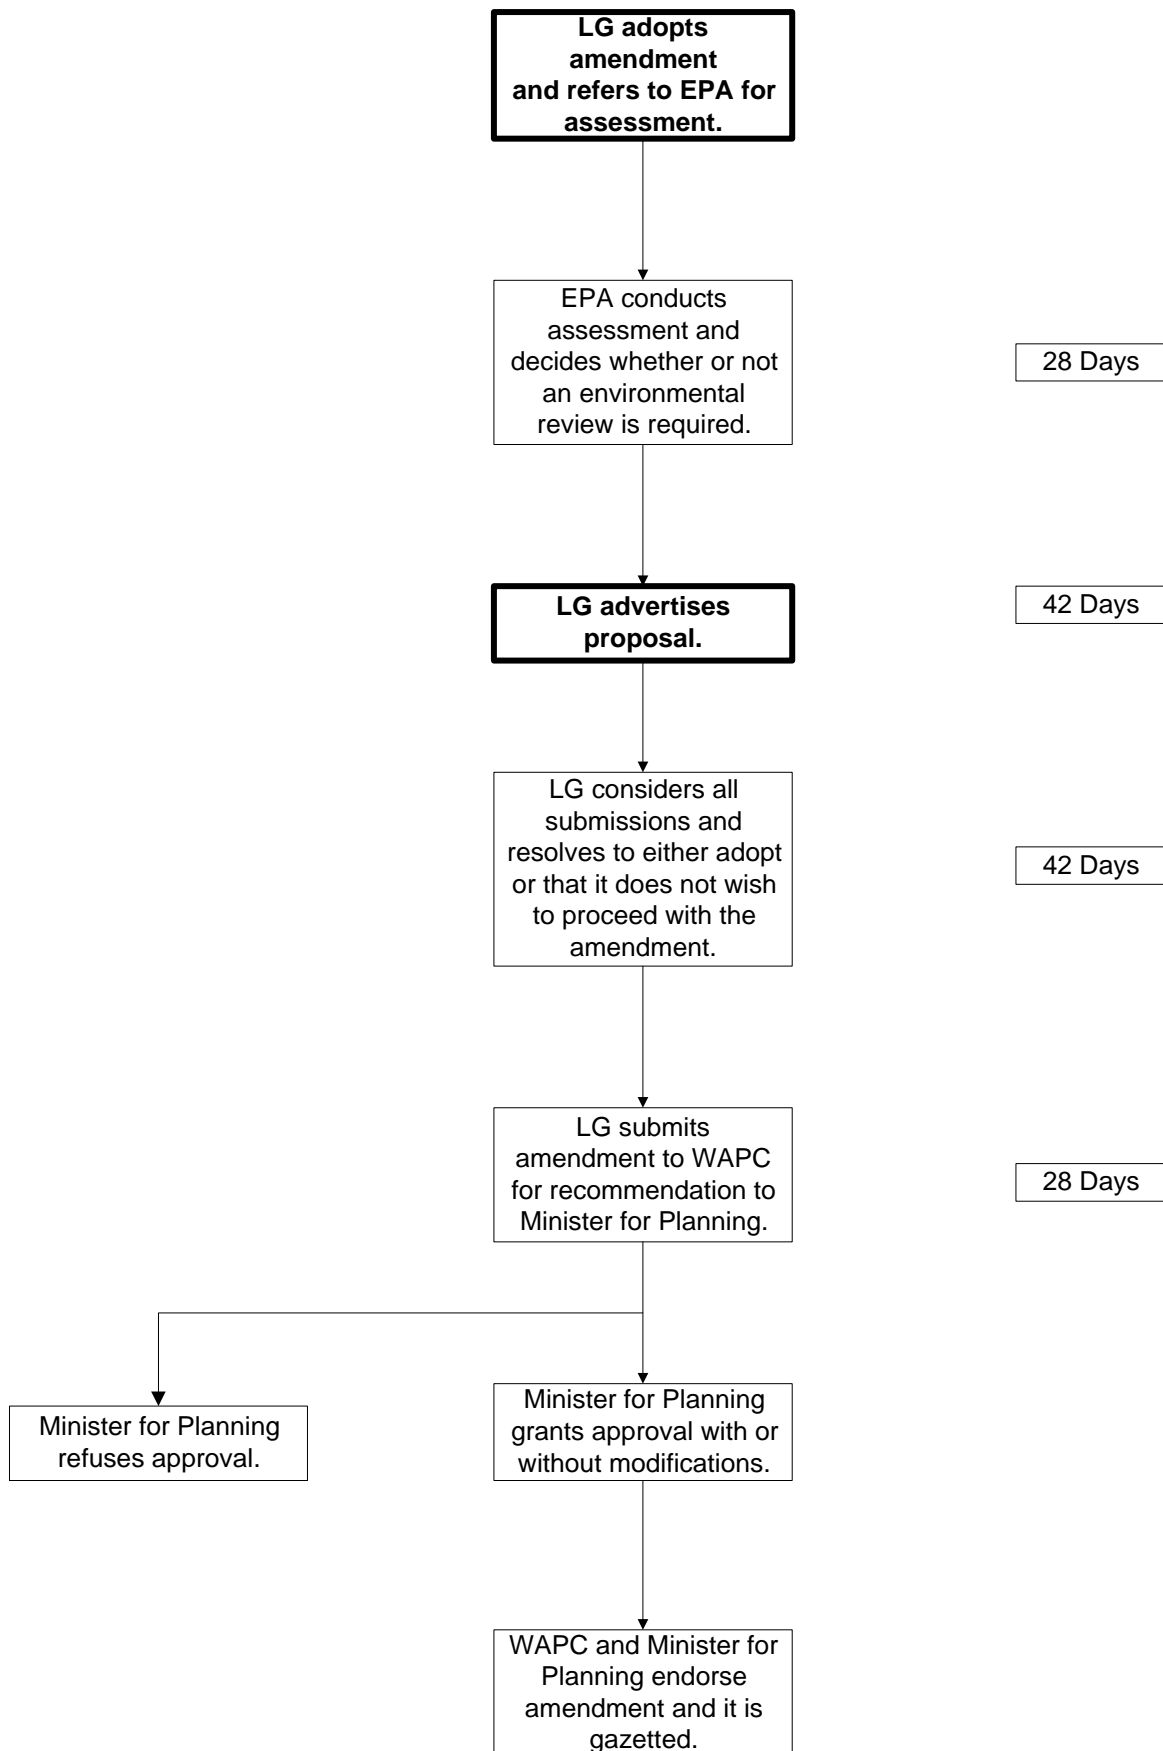 LG adopts
amendment
and refers to EPA for
assessment.
EPA conducts
assessment and
decides whether or not
an environmental
review is required.
28 Days
LG advertises
proposal.
42 Days
LG considers all
submissions and
resolves to either adopt
or that it does not wish
to proceed with the
amendment.
42 Days
LG submits
amendment to WAPC
for recommendation to
Minister for Planning.
28 Days
Minister for Planning
refuses approval.
Minister for Planning
grants approval with or
without modifications.
WAPC and Minister for
Planning endorse
amendment and it is
gazetted.